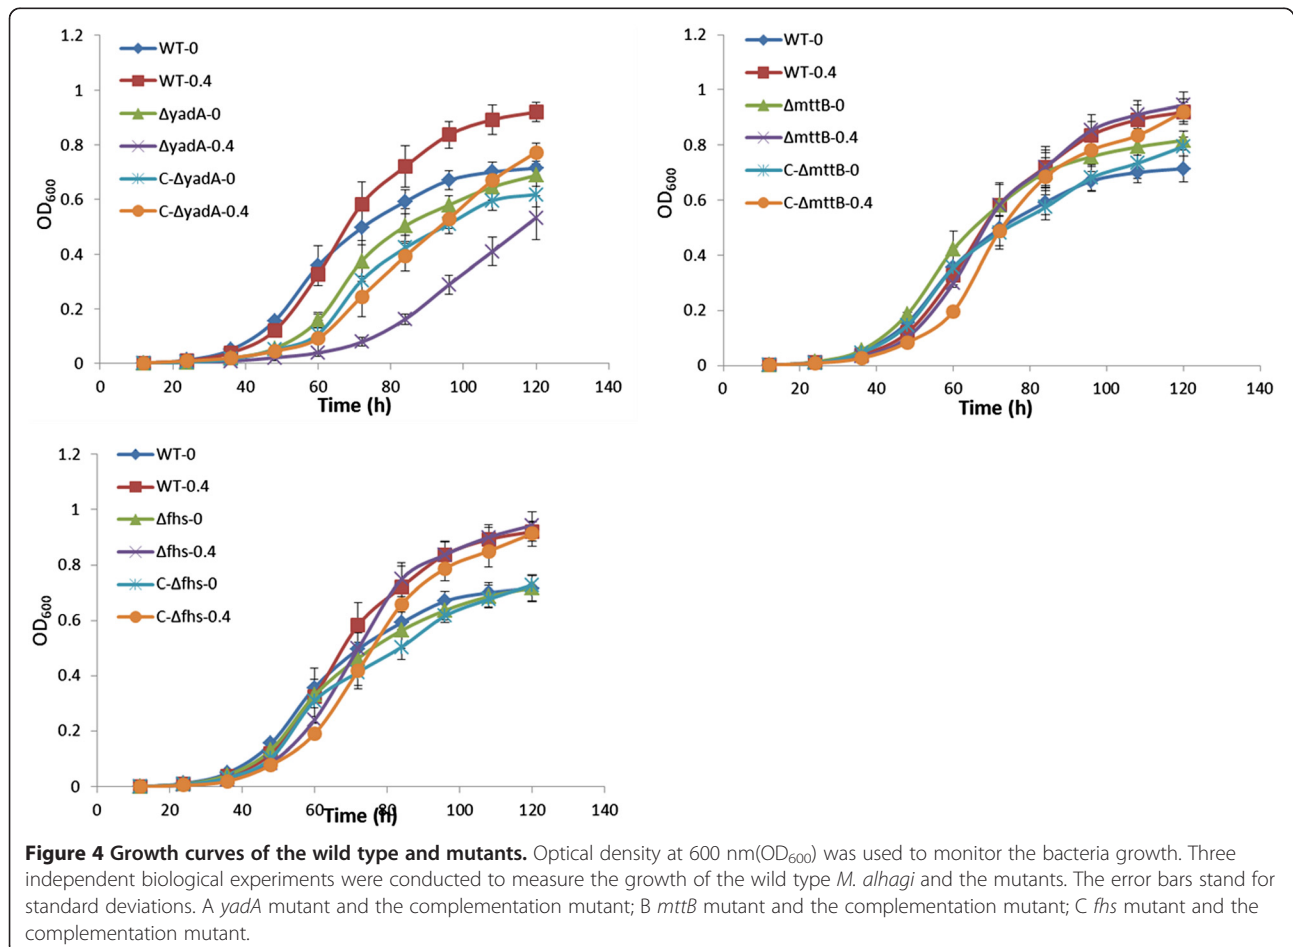 1.2
1
0.8
0.6
0.4
0.2
0
OD600
WT-0
WT-0.4
ΔyadA-0
ΔyadA-0.4
C-ΔyadA-0
C-ΔyadA-0.4
0 20 40 60 80 100 120 140
Time (h)
1.2
1
0.8
0.6
0.4
0.2
0
OD600
WT-0
WT-0.4
ΔmttB-0
ΔmttB-0.4
C-ΔmttB-0
C-ΔmttB-0.4
0 20 40 60 80 100 120 140
Time (h)
1.2
1
0.8
0.6
0.4
0.2
0
OD600
WT-0
WT-0.4
Δfhs-0
Δfhs-0.4
C-Δfhs-0
C-Δfhs-0.4
0 20 40 60 80 100 120 140
Time (h)
Figure 4 Growth curves of the wild type and mutants. Optical density at 600 nm(OD600) was used to monitor the bacteria growth. Three
independent biological experiments were conducted to measure the growth of the wild type M. alhagi and the mutants. The error bars stand for
standard deviations. A yadA mutant and the complementation mutant; B mttB mutant and the complementation mutant; C fhs mutant and the
complementation mutant.